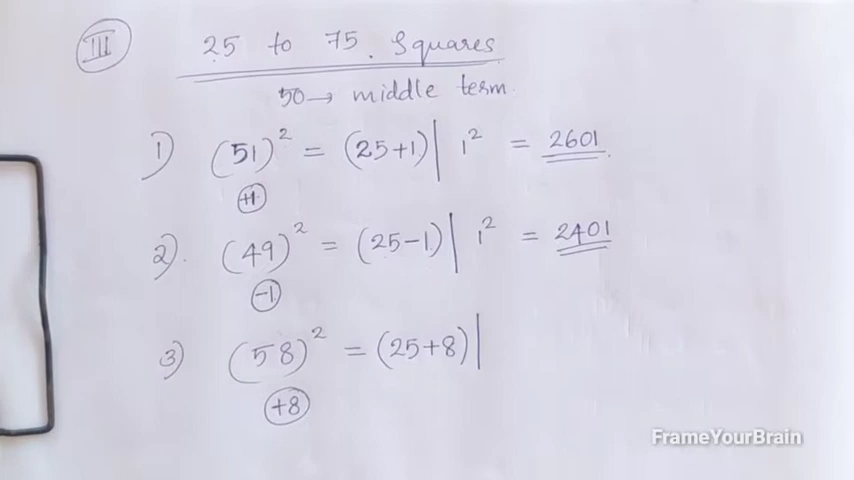 III 25 to 75. Squares
50→ middle term.
1) (51)² = (25+1)| 1² = 2601.
+1
2). (49)² = (25-1)| 1² = 2401
-1
3) (58)² = (25+8)|
+8
FrameYourBrain